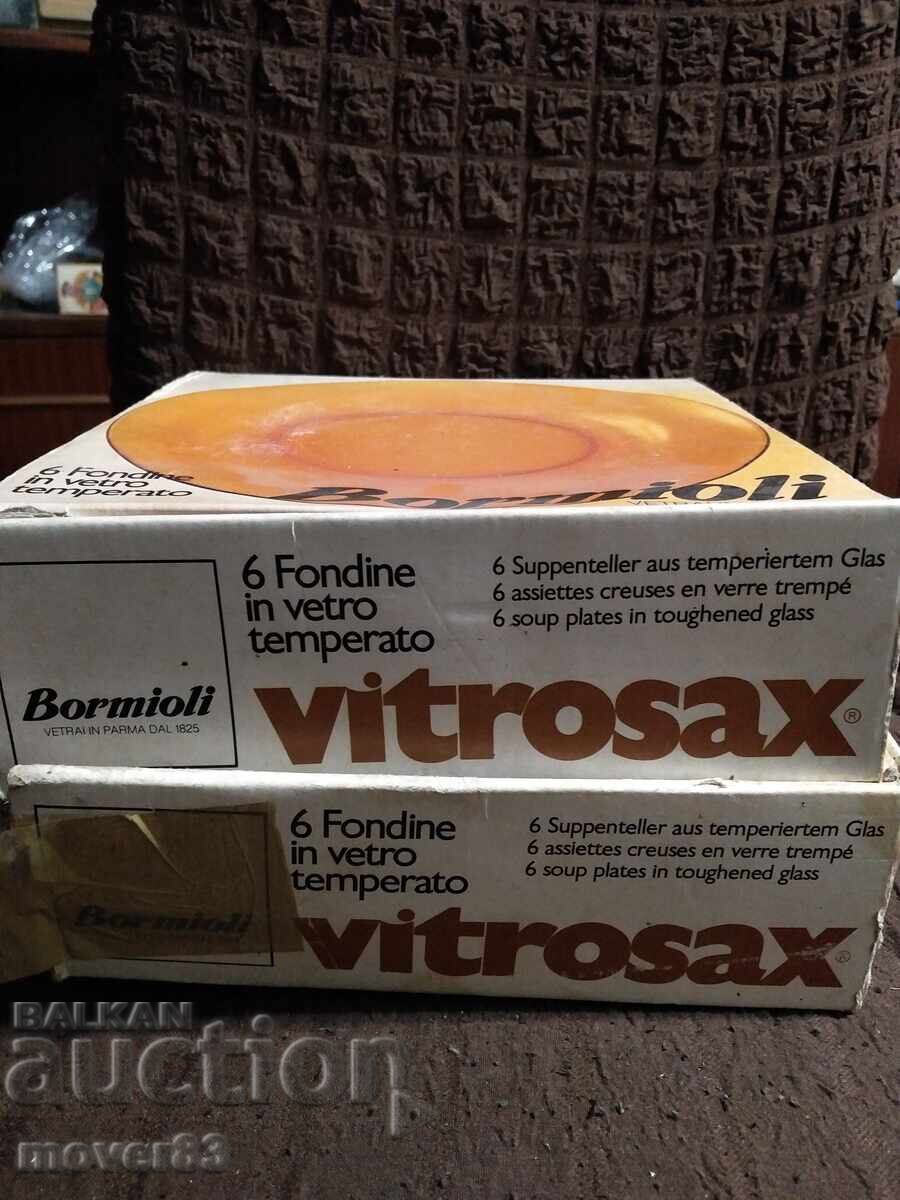 6 Fondine
in vetro
temperato
Bormioli
6 Fondine
in vetro
temperato
6 Suppenteller aus temperiertem Glas
6 assiettes creuses en verre trempé
6 soup plates in toughened glass
Bormioli
VETRAI IN PARMA DAL 1825
vitrosax®
6 Fondine
in vetro
temperato
6 Suppenteller aus temperiertem Glas
6 assiettes creuses en verre trempé
6 soup plates in toughened glass
Bormioli
vitrosax®
BALKAN
auction
mover83